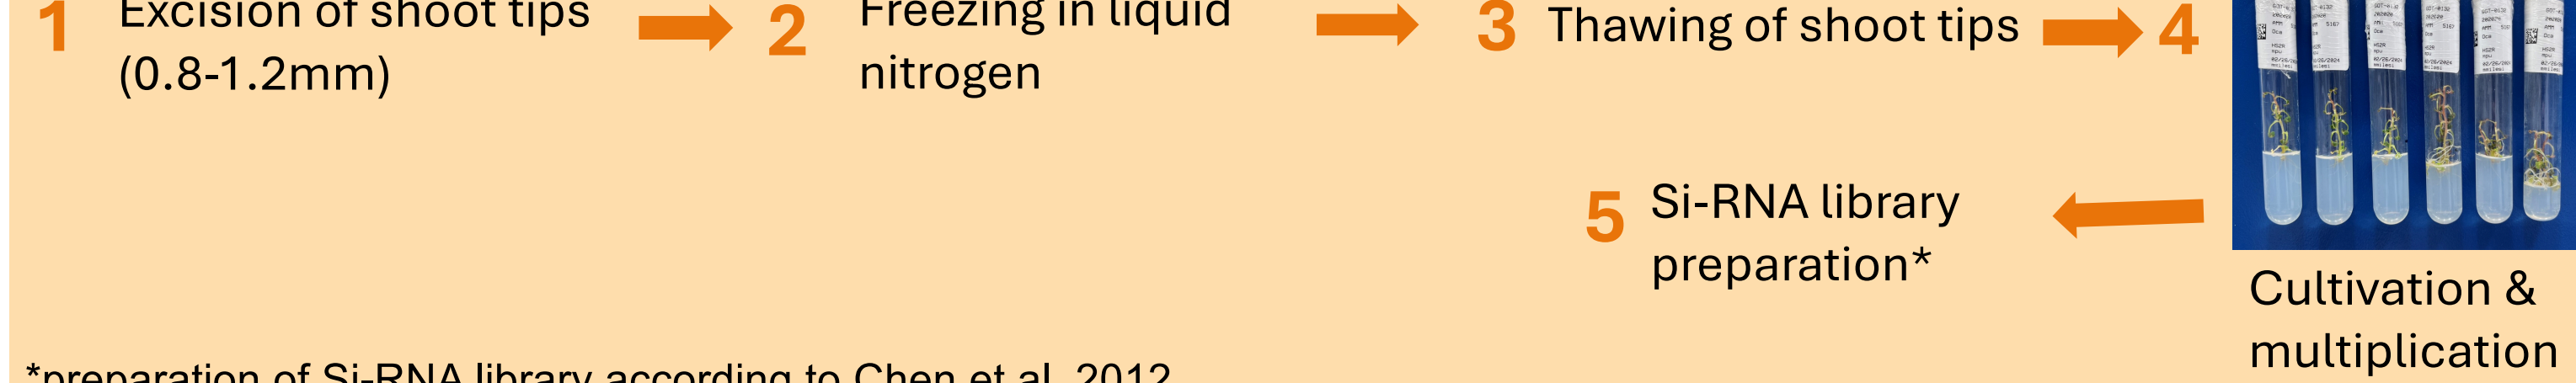 1 Excision of shoot tips
(0.8-1.2mm)
2 Freezing in liquid
nitrogen
3 Thawing of shoot tips
4
Cultivation &
multiplication
5 Si-RNA library
preparation*
*preparation of Si-RNA library according to Chen et al. 2012